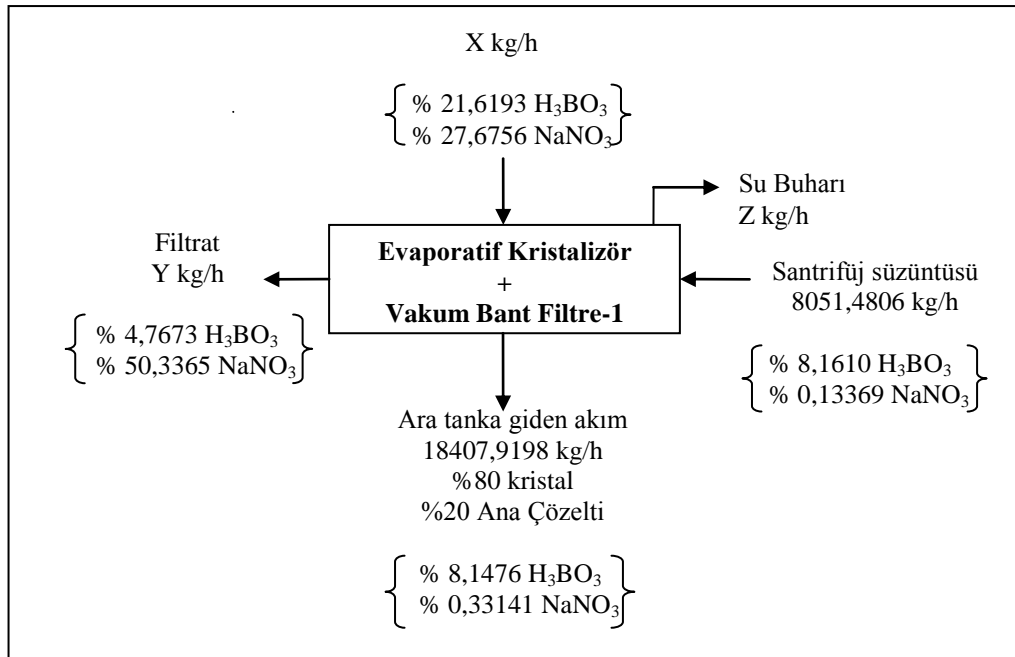 X kg/h
% 21,6193 H₃BO₃
% 27,6756 NaNO₃
Su Buharı
Z kg/h
Filtrat
Y kg/h
% 4,7673 H₃BO₃
% 50,3365 NaNO₃
Evaporatif Kristalizör
+
Vakum Bant Filtre-1
Santrifüj süzüntüsü
8051,4806 kg/h
% 8,1610 H₃BO₃
% 0,13369 NaNO₃
Ara tanka giden akım
18407,9198 kg/h
%80 kristal
%20 Ana Çözelti
% 8,1476 H₃BO₃
% 0,33141 NaNO₃